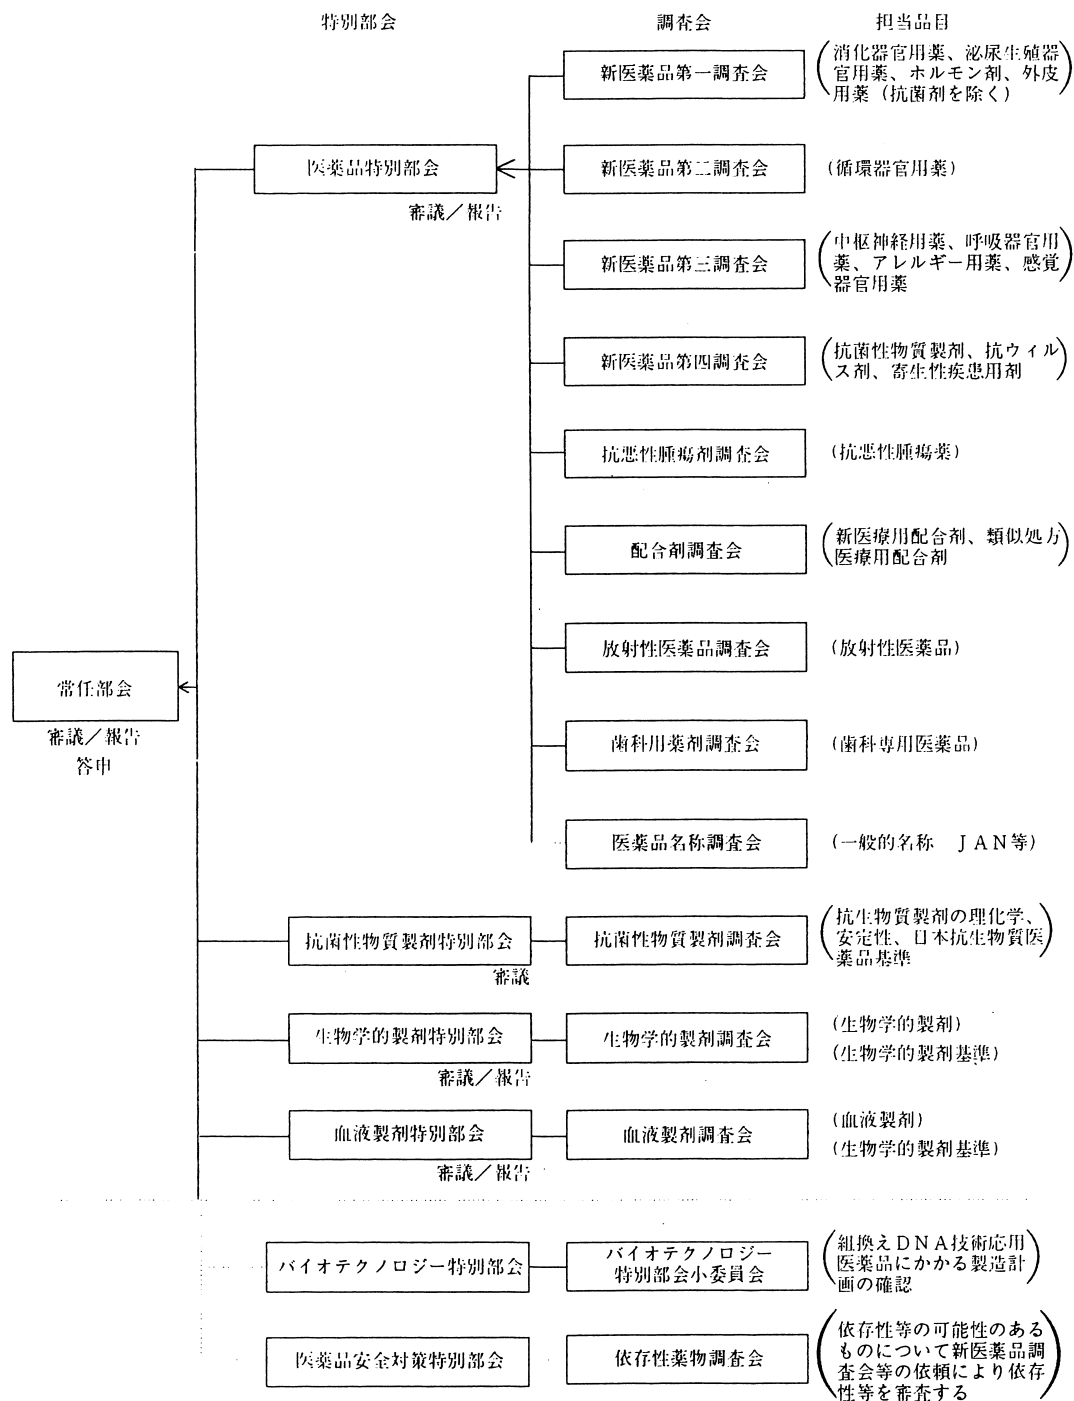 特別部会
調査会
担当品目
新医薬品第一調査会
(消化器官用薬、泌尿生殖器
官用薬、ホルモン剤、外皮
用薬(抗菌剤を除く))
医薬品特別部会
審議/報告
新医薬品第二調査会
(循環器官用薬)
新医薬品第三調査会
(中枢神経用薬、呼吸器官用
薬、アレルギー用薬、感覚
器官用薬)
新医薬品第四調査会
(抗菌性物質製剤、抗ウィル
ス剤、寄生性疾患用剤)
抗悪性腫瘍剤調査会
(抗悪性腫瘍薬)
配合剤調査会
(新医療用配合剤、類似処方
医療用配合剤)
放射性医薬品調査会
(放射性医薬品)
常任部会
審議/報告
答申
歯科用薬剤調査会
(歯科専用医薬品)
医薬品名称調査会
(一般的名称 JAN等)
抗菌性物質製剤特別部会
審議
抗菌性物質製剤調査会
(抗生物質製剤の理化学、
安定性、日本抗生物質医
薬品基準)
生物学的製剤特別部会
審議/報告
生物学的製剤調査会
(生物学的製剤)
(生物学的製剤基準)
血液製剤特別部会
審議/報告
血液製剤調査会
(血液製剤)
(生物学的製剤基準)
バイオテクノロジー特別部会
バイオテクノロジー
特別部会小委員会
(組換えDNA技術応用
医薬品にかかる製造計
画の確認)
医薬品安全対策特別部会
依存性薬物調査会
(依存性等の可能性のある
ものについて新医薬品調
査会等の依頼により依存
性等を審査する)